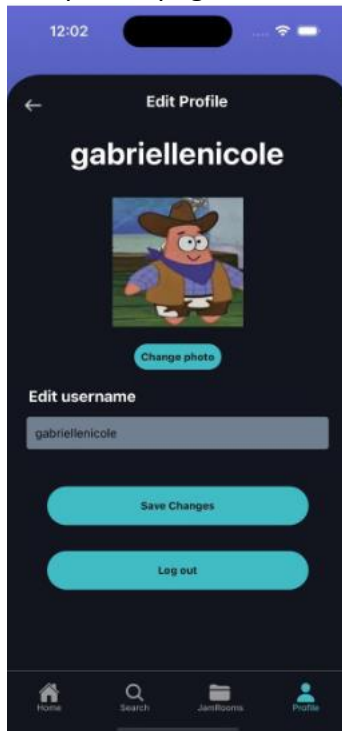 12:02
Edit Profile
gabriellenicole
Change photo
Edit username
gabriellenicole
Save Changes
Log out
Home Search JamRooms Profile